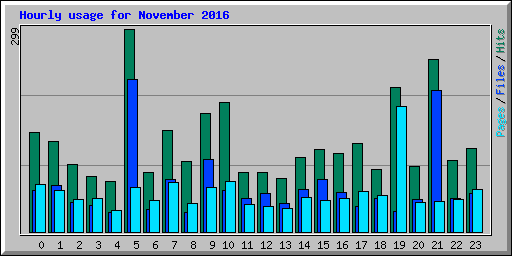 Hourly usage for November 2016
299
Pages/Files/Hits
0 1 2 3 4 5 6 7 8 9 10 11 12 13 14 15 16 17 18 19 20 21 22 23